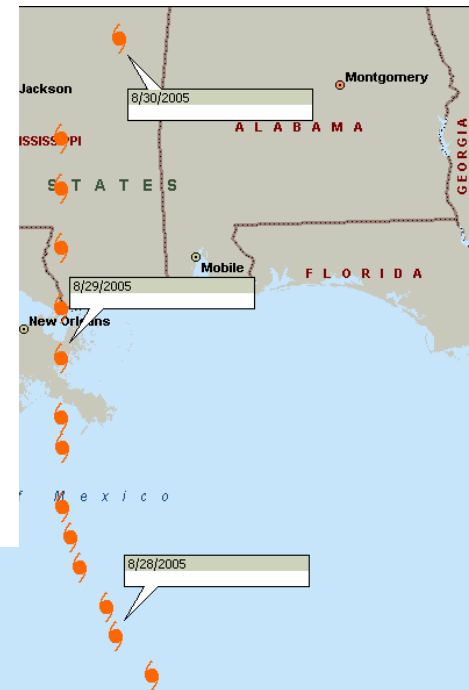 Jackson
Montgomery
8/30/2005
ALABAMA
GEORGIA
ISSISSIPPI
STATES
Mobile
FLORIDA
8/29/2005
New Orleans
f Mexico
8/28/2005